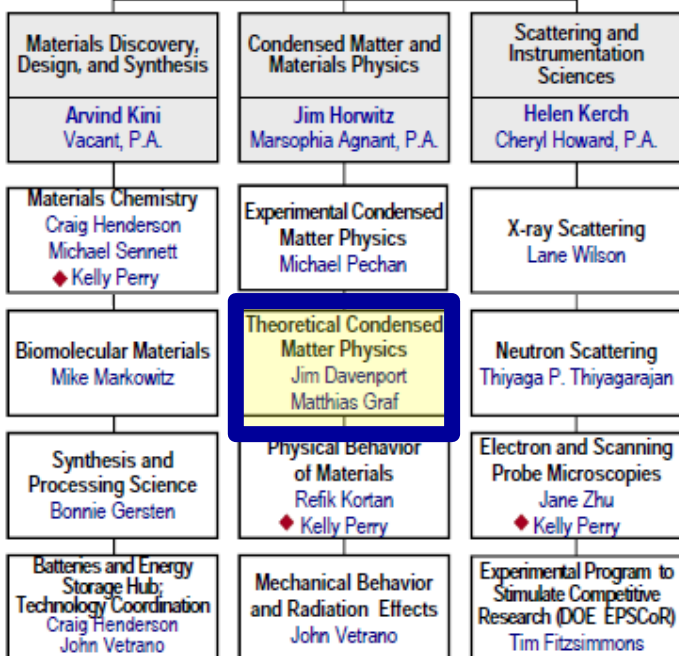 Materials Discovery,
Design, and Synthesis
Arvind Kini
Vacant, P.A.
Materials Chemistry
Craig Henderson
Michael Sennett
Kelly Perry
Biomolecular Materials
Mike Markowitz
Synthesis and
Processing Science
Bonnie Gersten
Batteries and Energy
Storage Hub;
Technology Coordination
Craig Henderson
John Vetrano
Condensed Matter and
Materials Physics
Jim Horwitz
Marsophia Agnant, P.A.
Experimental Condensed
Matter Physics
Michael Pechan
Theoretical Condensed
Matter Physics
Jim Davenport
Matthias Graf
Physical Behavior
of Materials
Refik Kortan
Kelly Perry
Mechanical Behavior
and Radiation Effects
John Vetrano
Scattering and
Instrumentation
Sciences
Helen Kerch
Cheryl Howard, P.A.
X-ray Scattering
Lane Wilson
Neutron Scattering
Thiyaga P. Thiyagarajan
Electron and Scanning
Probe Microscopies
Jane Zhu
Kelly Perry
Experimental Program to
Stimulate Competitive
Research (DOE EPSCoR)
Tim Fitzsimmons